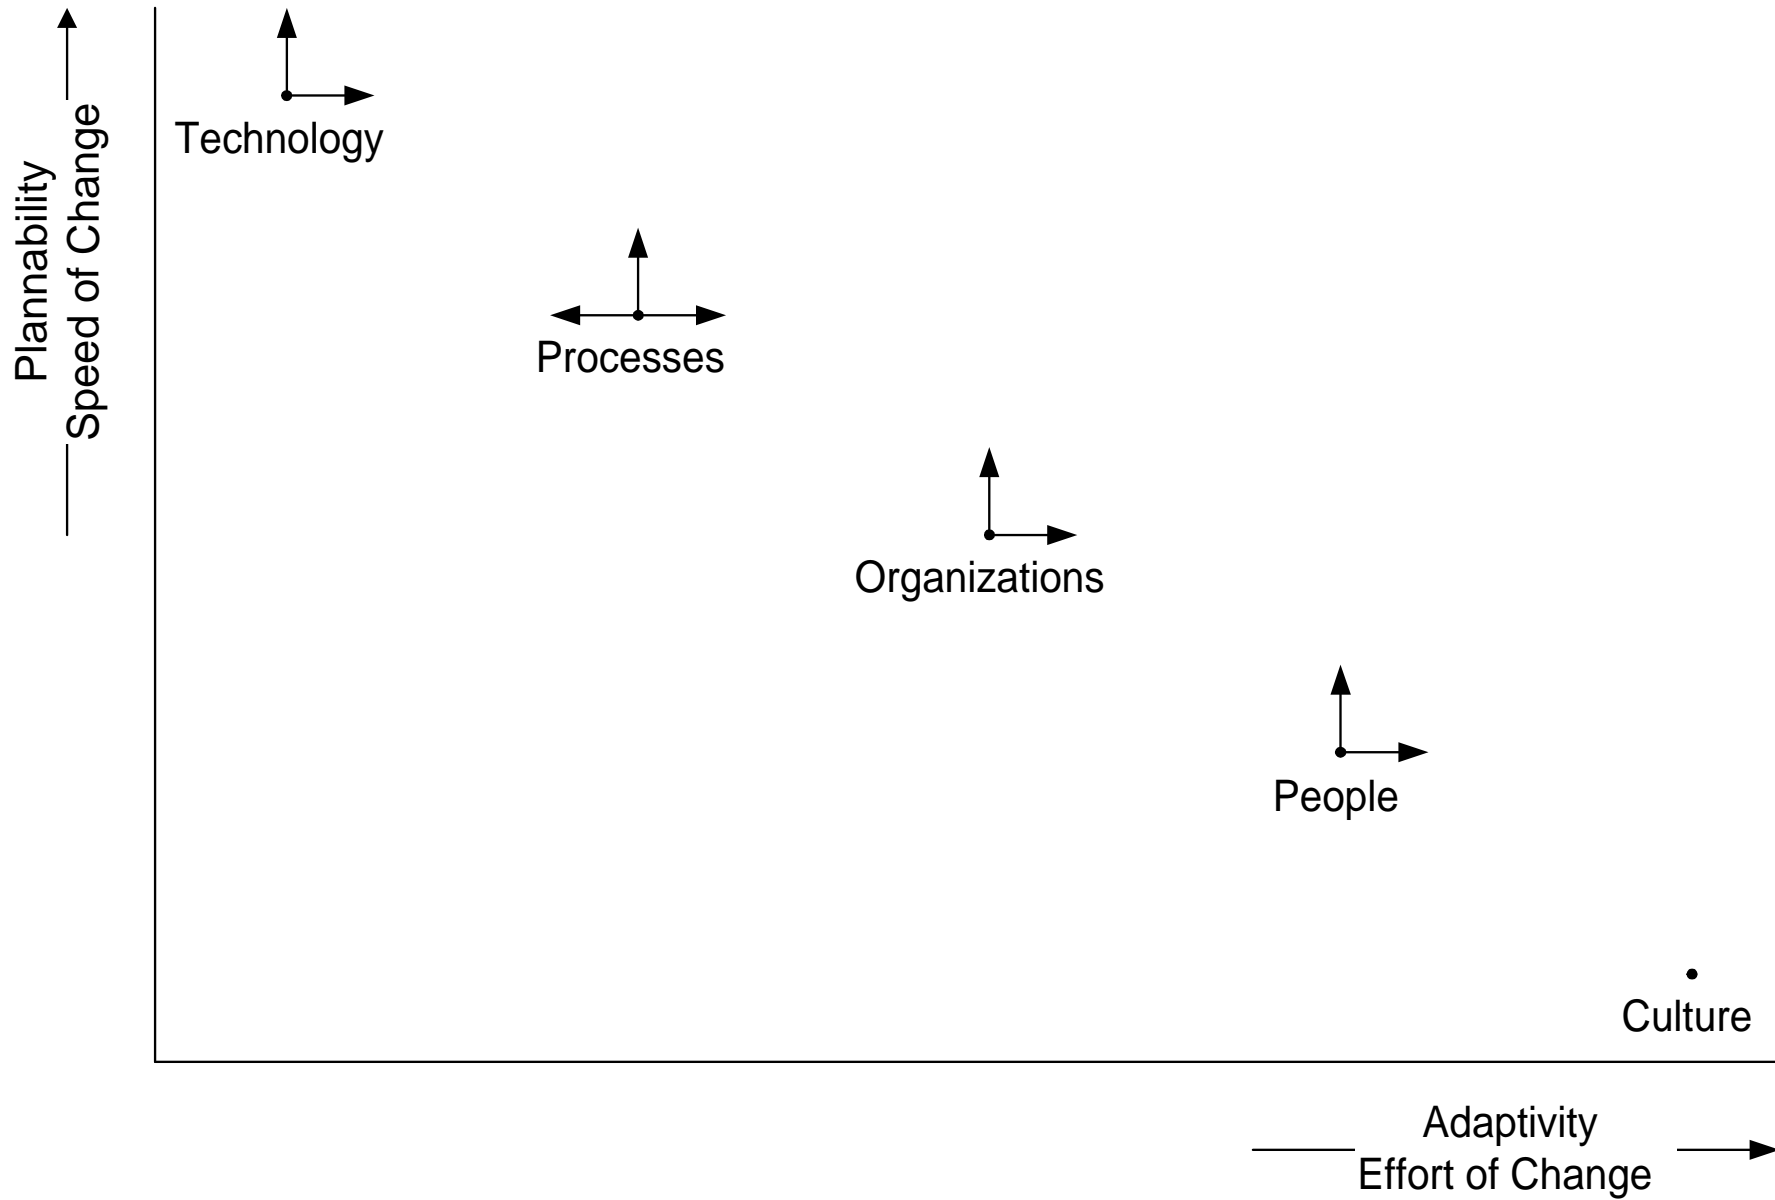 Plannability
Speed of Change
Technology
Processes
Organizations
People
Culture
Adaptivity
Effort of Change